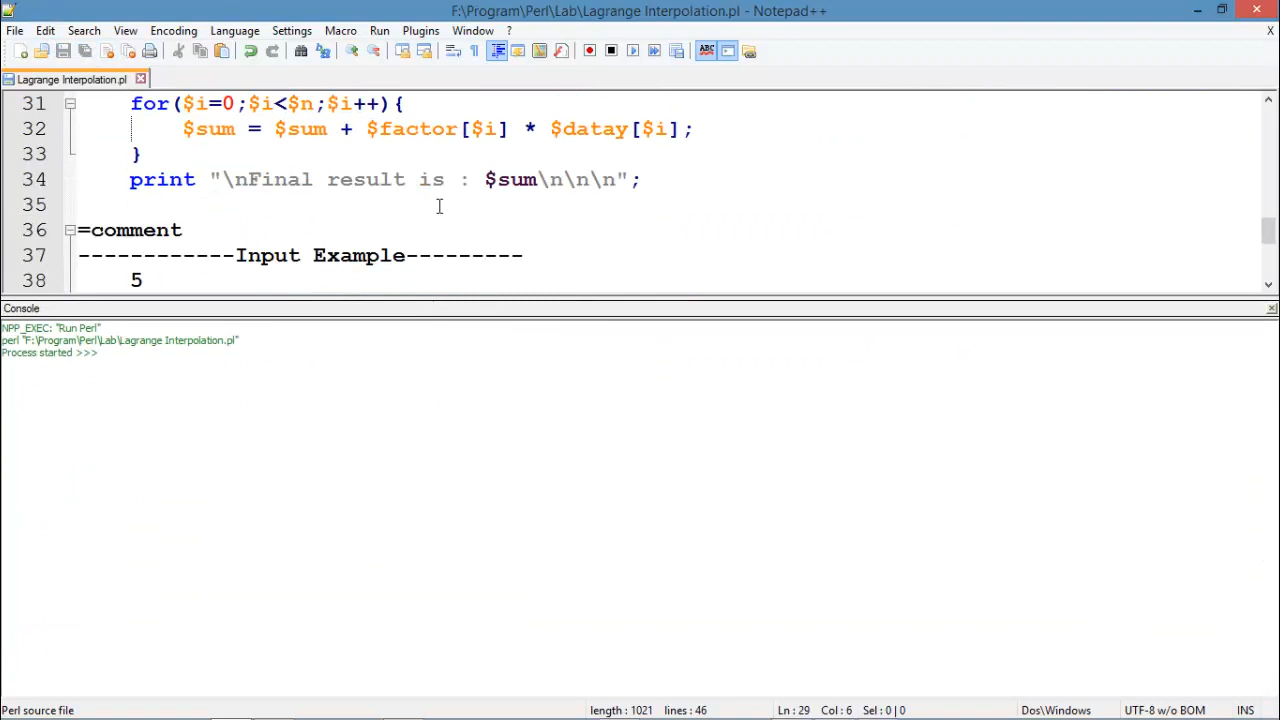 F:\Program\Perl\Lab\Lagrange Interpolation.pl - Notepad++
File Edit Search View Encoding Language Settings Macro Run Plugins Window ? X
Lagrange Interpolation.pl
31 for($i=0;$i<$n;$i++){
32 $sum = $sum + $factor[$i] * $datay[$i];
33 }
34 print "\nFinal result is : $sum\n\n\n";
35
36 =comment
37 ------------Input Example---------
38 5
Console
NPP_EXEC: "Run Perl"
perl "F:\Program\Perl\Lab\Lagrange Interpolation.pl"
Process started >>>
Perl source file length : 1021 lines : 46 Ln : 29 Col : 6 Sel : 0 | 0 Dos\Windows UTF-8 w/o BOM INS